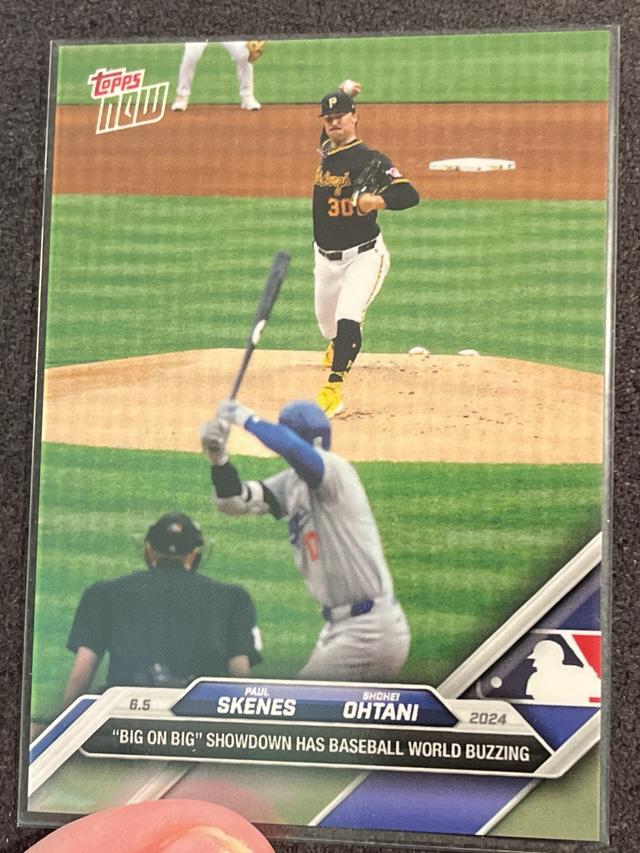 topps
now
P
Pittsburgh
30
17
6.5
PAUL
SKENES
SHOHEI
OHTANI
2024
"BIG ON BIG" SHOWDOWN HAS BASEBALL WORLD BUZZING